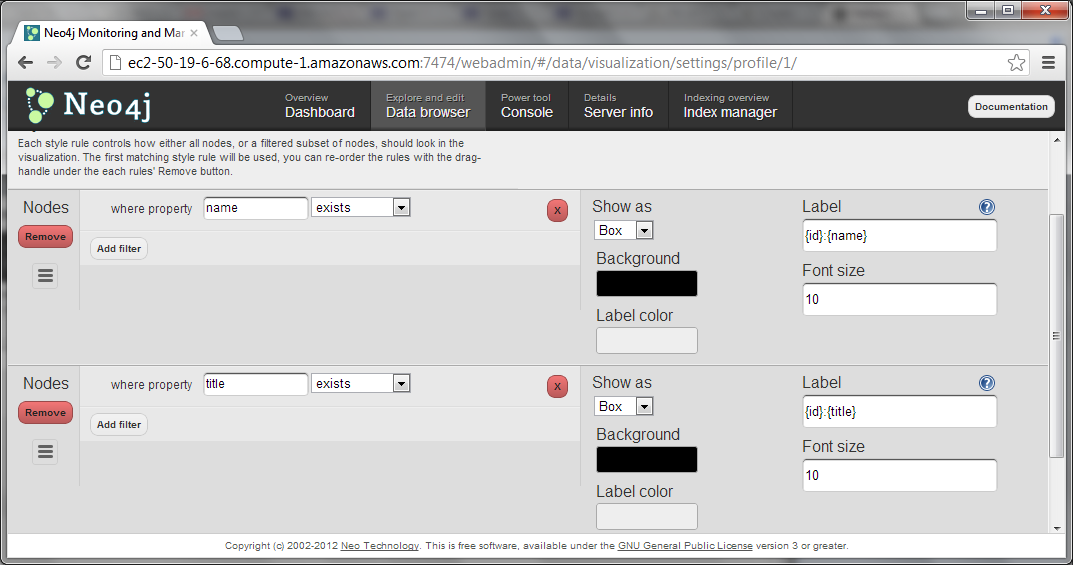 Neo4j Monitoring and Mar
ec2-50-19-6-68.compute-1.amazonaws.com:7474/webadmin/#/data/visualization/settings/profile/1/
Neo4j
Overview
Dashboard
Explore and edit
Data browser
Power tool
Console
Details
Server info
Indexing overview
Index manager
Documentation
Each style rule controls how either all nodes, or a filtered subset of nodes, should look in the
visualization. The first matching style rule will be used, you can re-order the rules with the drag-
handle under the each rules' Remove button.
Nodes
Remove
where property name exists X
Add filter
Show as
Box
Background
Label color
Label ?
{id}:{name}
Font size
10
Nodes
Remove
where property title exists X
Add filter
Show as
Box
Background
Label color
Label ?
{id}:{title}
Font size
10
Copyright (c) 2002-2012 Neo Technology. This is free software, available under the GNU General Public License version 3 or greater.